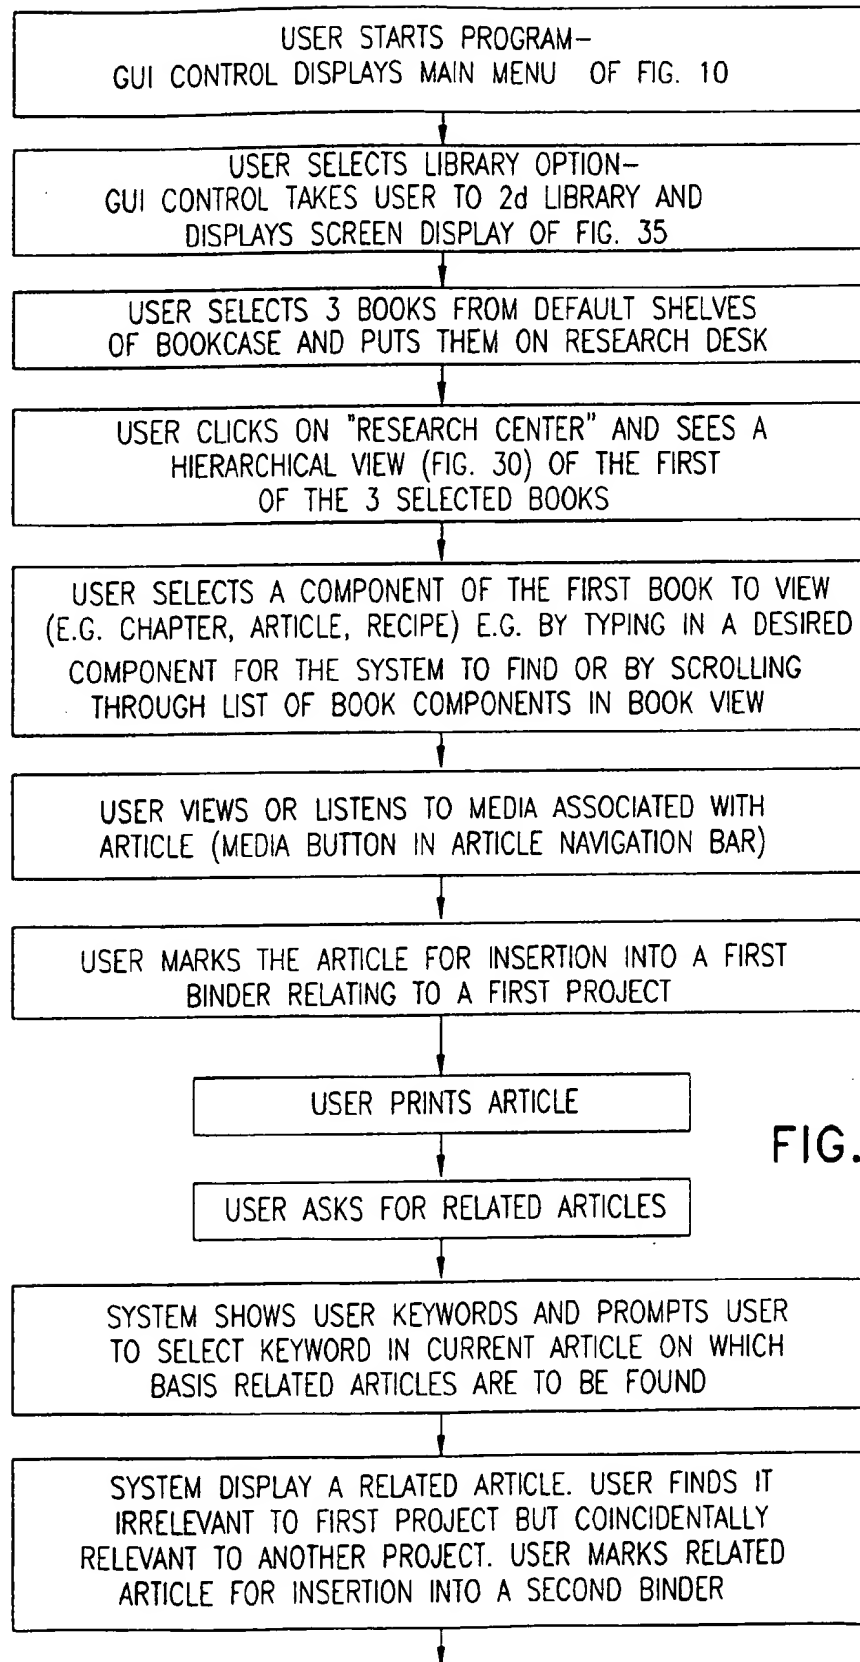 USER STARTS PROGRAM–
GUI CONTROL DISPLAYS MAIN MENU OF FIG. 10
USER SELECTS LIBRARY OPTION–
GUI CONTROL TAKES USER TO 2d LIBRARY AND
DISPLAYS SCREEN DISPLAY OF FIG. 35
USER SELECTS 3 BOOKS FROM DEFAULT SHELVES
OF BOOKCASE AND PUTS THEM ON RESEARCH DESK
USER CLICKS ON "RESEARCH CENTER" AND SEES A
HIERARCHICAL VIEW (FIG. 30) OF THE FIRST
OF THE 3 SELECTED BOOKS
USER SELECTS A COMPONENT OF THE FIRST BOOK TO VIEW
(E.G. CHAPTER, ARTICLE, RECIPE) E.G. BY TYPING IN A DESIRED
COMPONENT FOR THE SYSTEM TO FIND OR BY SCROLLING
THROUGH LIST OF BOOK COMPONENTS IN BOOK VIEW
USER VIEWS OR LISTENS TO MEDIA ASSOCIATED WITH
ARTICLE (MEDIA BUTTON IN ARTICLE NAVIGATION BAR)
USER MARKS THE ARTICLE FOR INSERTION INTO A FIRST
BINDER RELATING TO A FIRST PROJECT
USER PRINTS ARTICLE
FIG.
USER ASKS FOR RELATED ARTICLES
SYSTEM SHOWS USER KEYWORDS AND PROMPTS USER
TO SELECT KEYWORD IN CURRENT ARTICLE ON WHICH
BASIS RELATED ARTICLES ARE TO BE FOUND
SYSTEM DISPLAY A RELATED ARTICLE. USER FINDS IT
IRRELEVANT TO FIRST PROJECT BUT COINCIDENTALLY
RELEVANT TO ANOTHER PROJECT. USER MARKS RELATED
ARTICLE FOR INSERTION INTO A SECOND BINDER